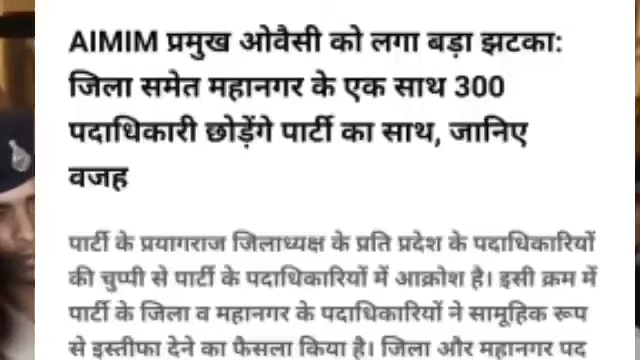 AIMIM प्रमुख ओवैसी को लगा बड़ा झटका:
जिला समेत महानगर के एक साथ 300
पदाधिकारी छोड़ेंगे पार्टी का साथ, जानिए
वजह
पार्टी के प्रयागराज जिलाध्यक्ष के प्रति प्रदेश के पदाधिकारियों
की चुप्पी से पार्टी के पदाधिकारियों में आक्रोश है। इसी क्रम में
पार्टी के जिला व महानगर के पदाधिकारियों ने सामूहिक रूप
से इस्तीफा देने का फैसला किया है। जिला और महानगर पद